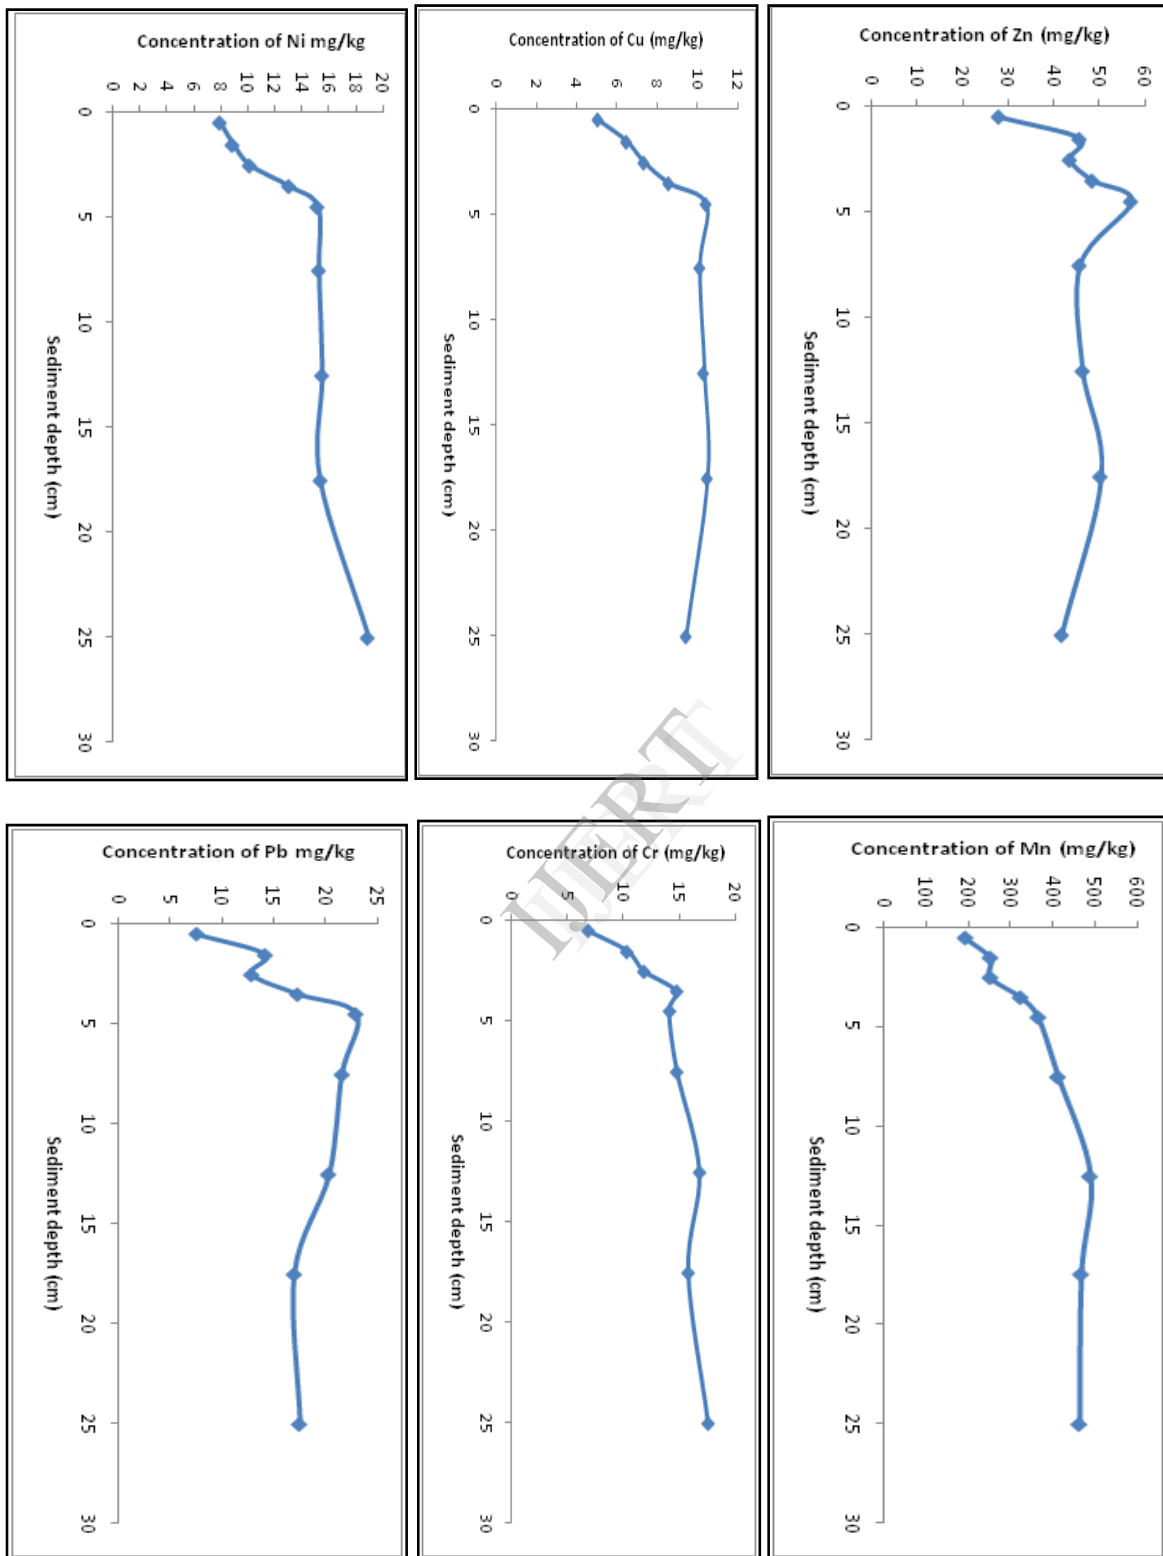 Concentration of Ni mg/kg
0 2 4 6 8 10 12 14 16 18 20
0
5
10
15
20
25
30
Sediment depth (cm)
Concentration of Cu (mg/kg)
0 2 4 6 8 10 12
0
5
10
15
20
25
30
Sediment depth (cm)
Concentration of Zn (mg/kg)
0 10 20 30 40 50 60
0
5
10
15
20
25
30
Sediment depth (cm)
IJERT
Concentration of Pb mg/kg
0 5 10 15 20 25
0
5
10
15
20
25
30
Sediment depth (cm)
Concentration of Cr (mg/kg)
0 5 10 15 20
0
5
10
15
20
25
30
Sediment depth (cm)
Concentration of Mn (mg/kg)
0 100 200 300 400 500 600
0
5
10
15
20
25
30
Sediment depth (cm)